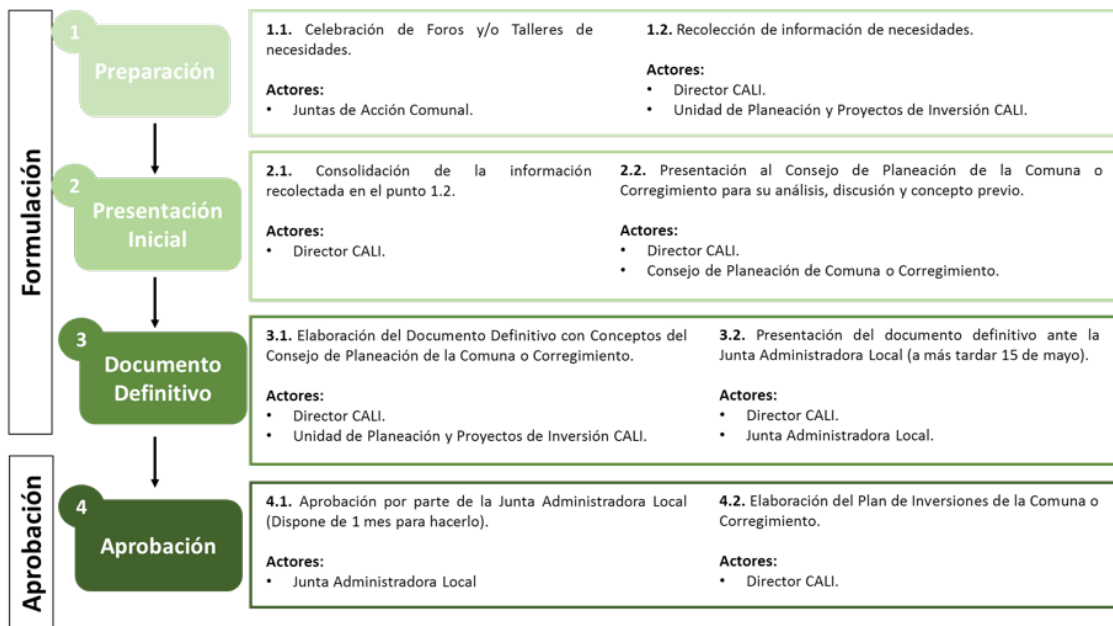 Formulación
1
Preparación
1.1. Celebración de Foros y/o Talleres de
necesidades.
Actores:
• Juntas de Acción Comunal.
1.2. Recolección de información de necesidades.
Actores:
• Director CALI.
• Unidad de Planeación y Proyectos de Inversión CALI.
2
Presentación
Inicial
2.1. Consolidación de la información
recolectada en el punto 1.2.
Actores:
• Director CALI.
2.2. Presentación al Consejo de Planeación de la Comuna o
Corregimiento para su análisis, discusión y concepto previo.
Actores:
• Director CALI.
• Consejo de Planeación de Comuna o Corregimiento.
3
Documento
Definitivo
3.1. Elaboración del Documento Definitivo con Conceptos del
Consejo de Planeación de la Comuna o Corregimiento.
Actores:
• Director CALI.
• Unidad de Planeación y Proyectos de Inversión CALI.
3.2. Presentación del documento definitivo ante la
Junta Administradora Local (a más tardar 15 de mayo).
Actores:
• Director CALI.
• Junta Administradora Local.
Aprobación
4
Aprobación
4.1. Aprobación por parte de la Junta Administradora Local
(Dispone de 1 mes para hacerlo).
Actores:
• Junta Administradora Local
4.2. Elaboración del Plan de Inversiones de la Comuna o
Corregimiento.
Actores:
• Director CALI.